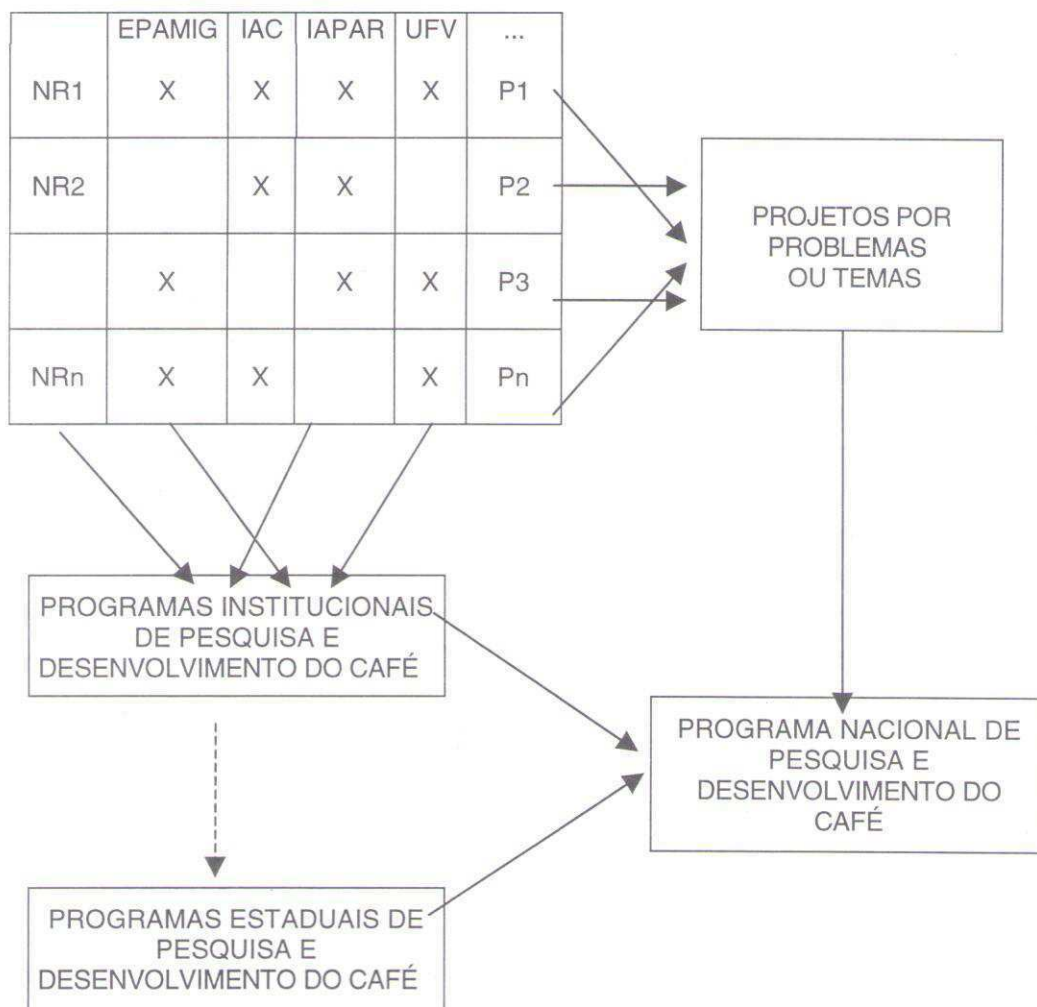 EPAMIG IAC IAPAR UFV ...
NR1 X X X X P1
NR2 X X P2
X X X P3
NRn X X X Pn
PROJETOS POR
PROBLEMAS
OU TEMAS
PROGRAMAS INSTITUCIONAIS
DE PESQUISA E
DESENVOLVIMENTO DO CAFÉ
PROGRAMA NACIONAL DE
PESQUISA E
DESENVOLVIMENTO DO
CAFÉ
PROGRAMAS ESTADUAIS DE
PESQUISA E
DESENVOLVIMENTO DO CAFÉ